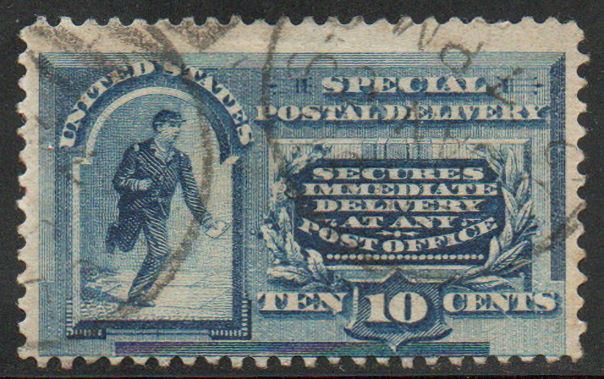 UNITED STATES
SPECIAL
POSTAL DELIVERY
SECURES
IMMEDIATE
DELIVERY
AT ANY
POST OFFICE
TEN 10 CENTS